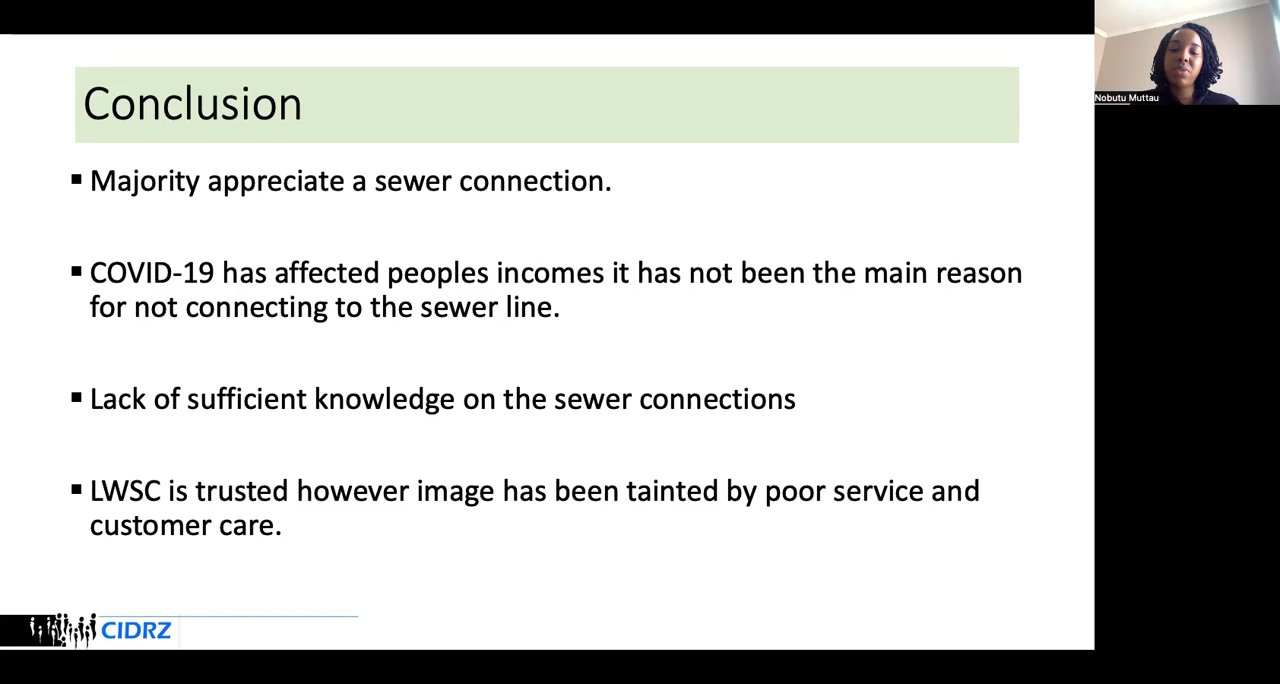 Conclusion
▪ Majority appreciate a sewer connection.
▪ COVID-19 has affected peoples incomes it has not been the main reason
for not connecting to the sewer line.
▪ Lack of sufficient knowledge on the sewer connections
▪ LWSC is trusted however image has been tainted by poor service and
customer care.
CIDRZ
Nobutu Muttau